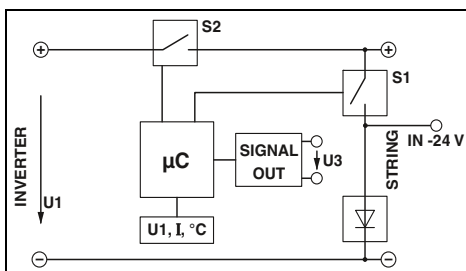 S2
+
+
S1
IN -24 V
INVERTER
U1
µC
SIGNAL
OUT
U3
STRING
U1, I, °C
−
−